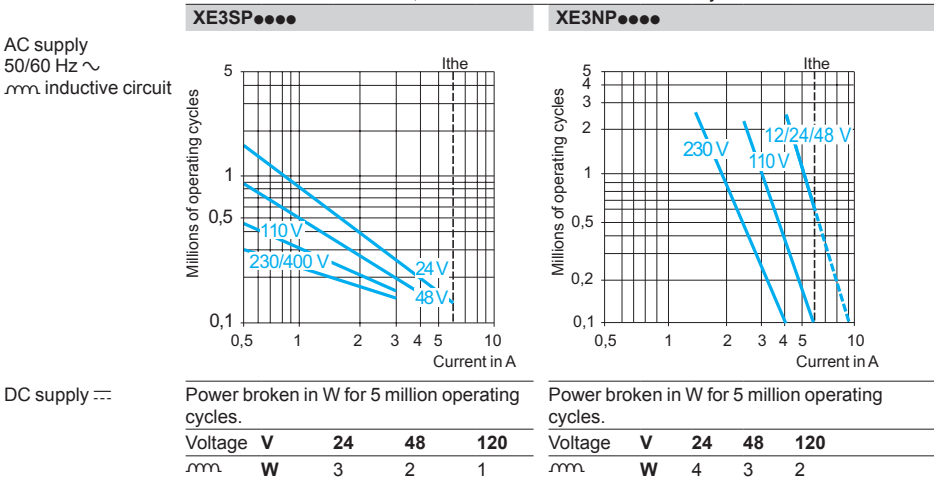 XE3SP●●●●
XE3NP●●●●
AC supply
50/60 Hz ∼
inductive circuit
Millions of operating cycles
5
1
0,5
0,1
Ithe
110 V
230/400 V
24 V
48 V
0,5 1 2 3 4 5 10
Current in A
Millions of operating cycles
5
4
3
2
1
0,5
0,2
0,1
Ithe
230 V
110 V
12/24/48 V
0,5 1 2 3 4 5 10
Current in A
DC supply
Power broken in W for 5 million operating
cycles.
Voltage V 24 48 120
W 3 2 1
Power broken in W for 5 million operating
cycles.
Voltage V 24 48 120
W 4 3 2